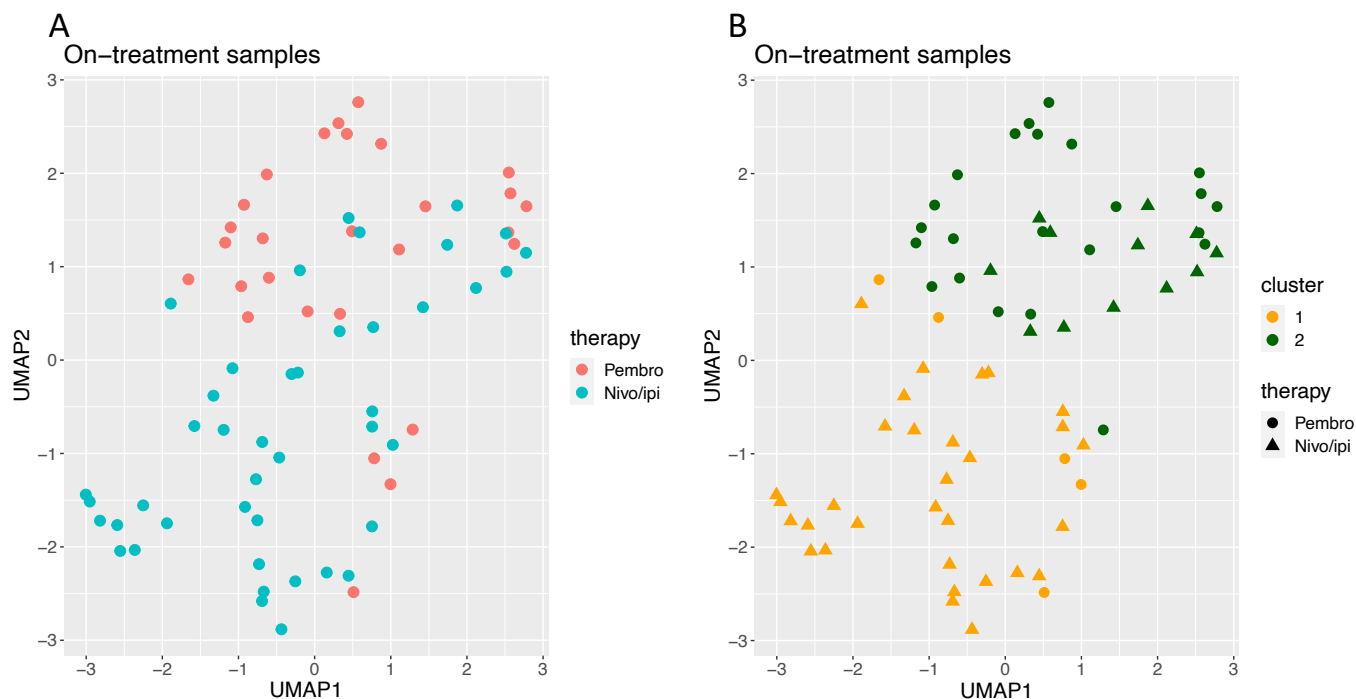 A
On−treatment samples
3
2
1
0
−1
−2
−3
UMAP2
−3 −2 −1 0 1 2 3
UMAP1
therapy
Pembro
Nivo/ipi
B
On−treatment samples
3
2
1
0
−1
−2
−3
UMAP2
−3 −2 −1 0 1 2 3
UMAP1
cluster
1
2
therapy
Pembro
Nivo/ipi